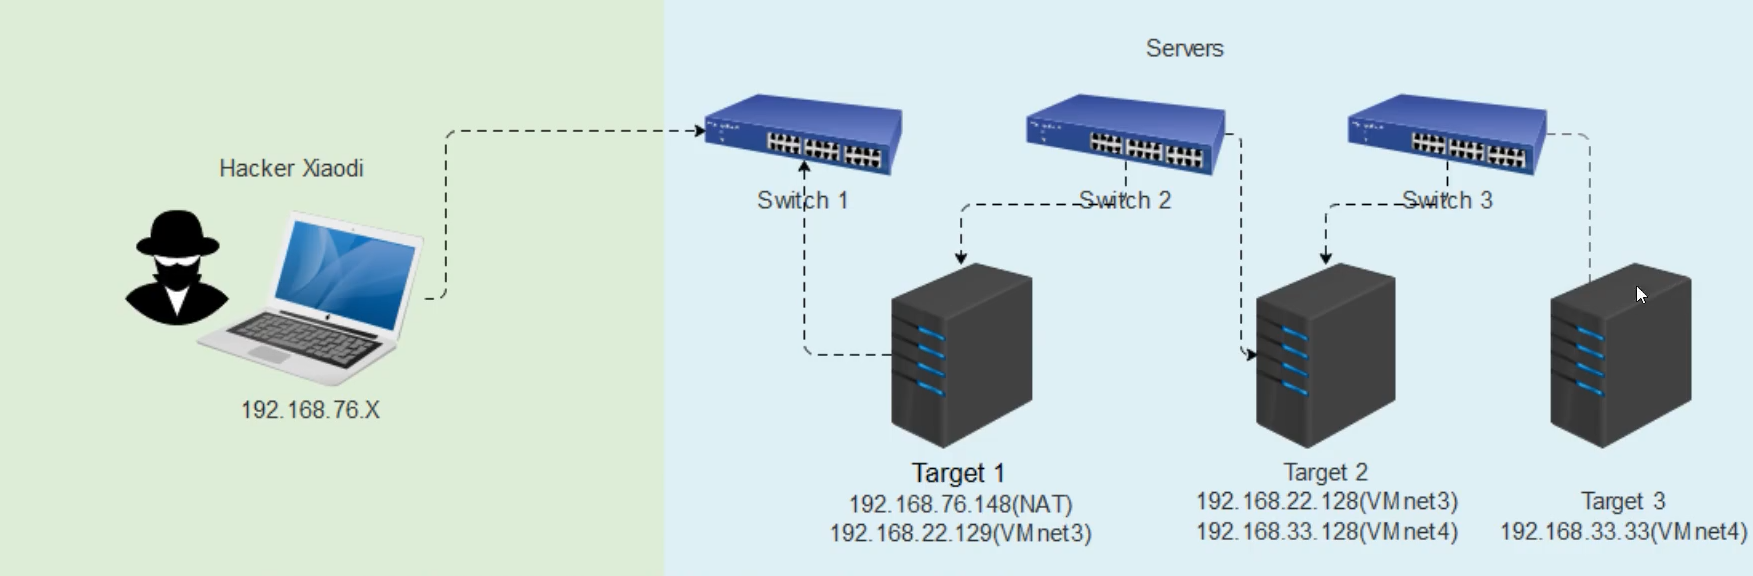 Servers
Hacker Xiaodi
Switch 1
Switch 2
Switch 3
192.168.76.X
Target 1
192.168.76.148(NAT)
192.168.22.129(VMnet3)
Target 2
192.168.22.128(VMnet3)
192.168.33.128(VMnet4)
Target 3
192.168.33.33(VMnet4)